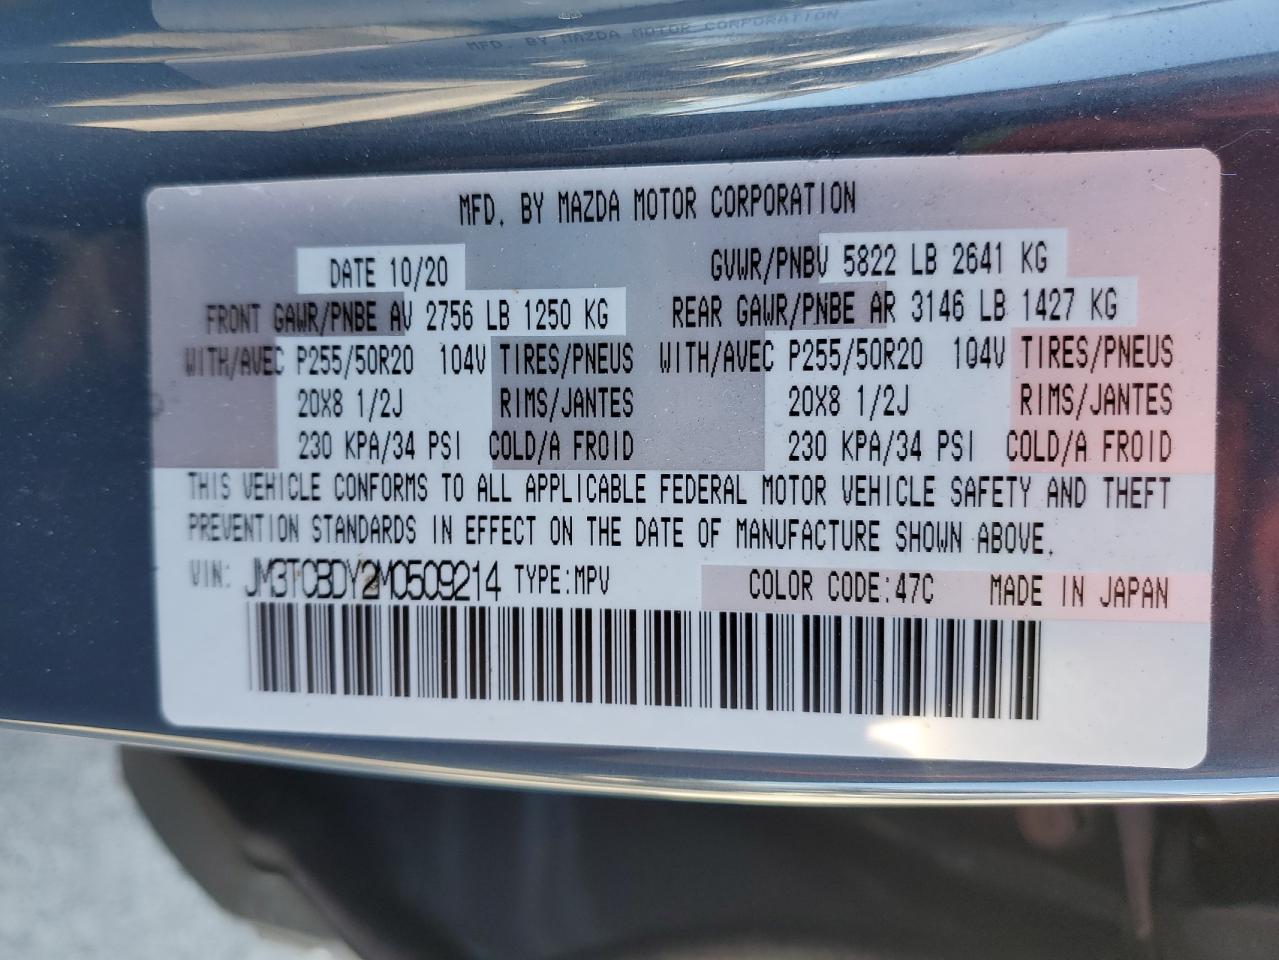 MFD. BY MAZDA MOTOR CORPORATION
MFD. BY MAZDA MOTOR CORPORATION
DATE 10/20 GVWR/PNBV 5822 LB 2641 KG
FRONT GAWR/PNBE AV 2756 LB 1250 KG REAR GAWR/PNBE AR 3146 LB 1427 KG
WITH/AVEC P255/50R20 104V TIRES/PNEUS WITH/AVEC P255/50R20 104V TIRES/PNEUS
20X8 1/2J RIMS/JANTES 20X8 1/2J RIMS/JANTES
230 KPA/34 PSI COLD/A FROID 230 KPA/34 PSI COLD/A FROID
THIS VEHICLE CONFORMS TO ALL APPLICABLE FEDERAL MOTOR VEHICLE SAFETY AND THEFT
PREVENTION STANDARDS IN EFFECT ON THE DATE OF MANUFACTURE SHOWN ABOVE.
VIN: JM3TCBDY2M0509214 TYPE:MPV COLOR CODE:47C MADE IN JAPAN